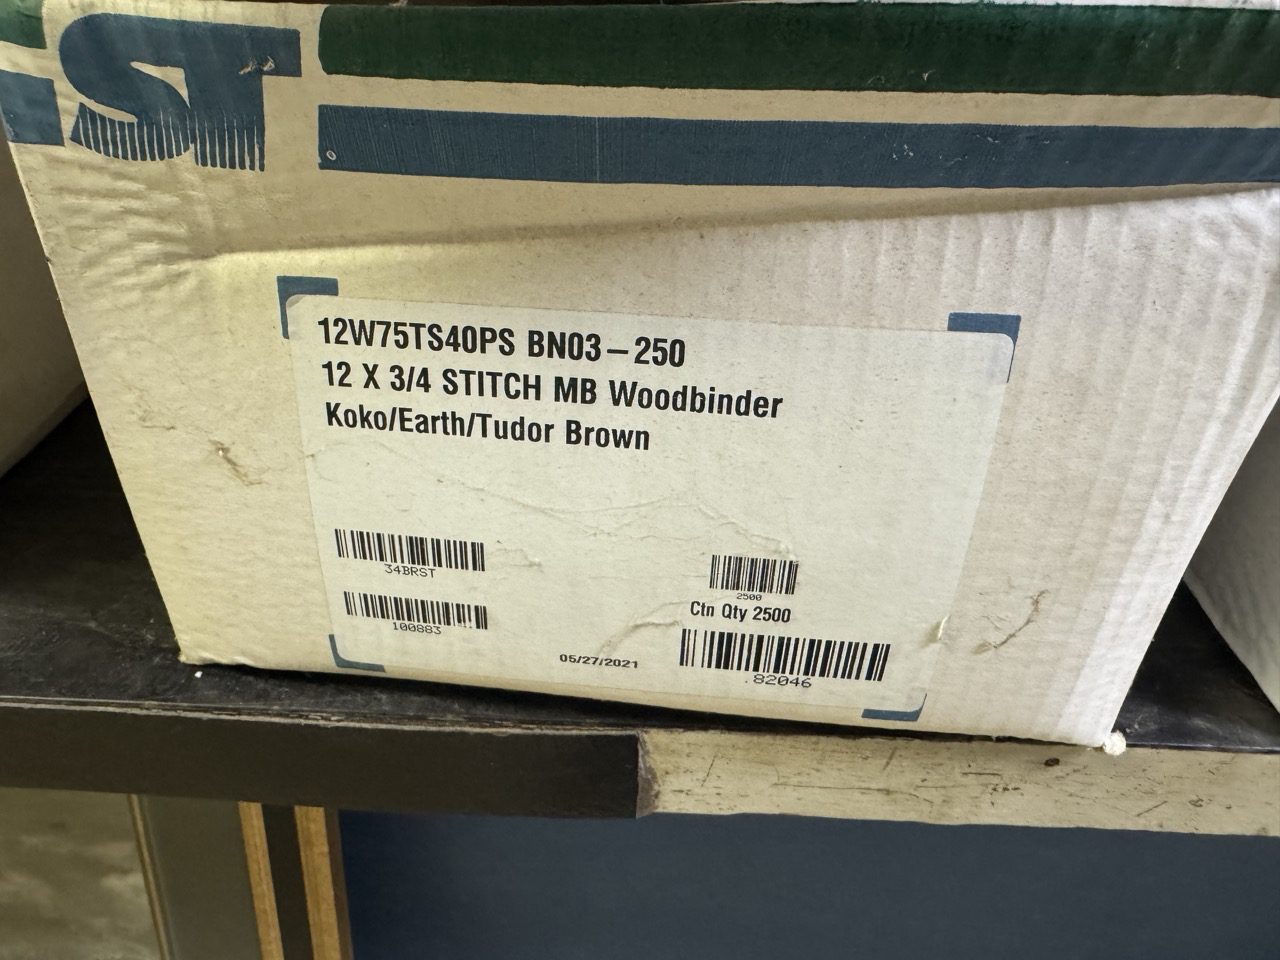 ST
12W75TS40PS BN03-250
12 X 3/4 STITCH MB Woodbinder
Koko/Earth/Tudor Brown
34BRST
2500
100883
Ctn Qty 2500
05/27/2021
.82046